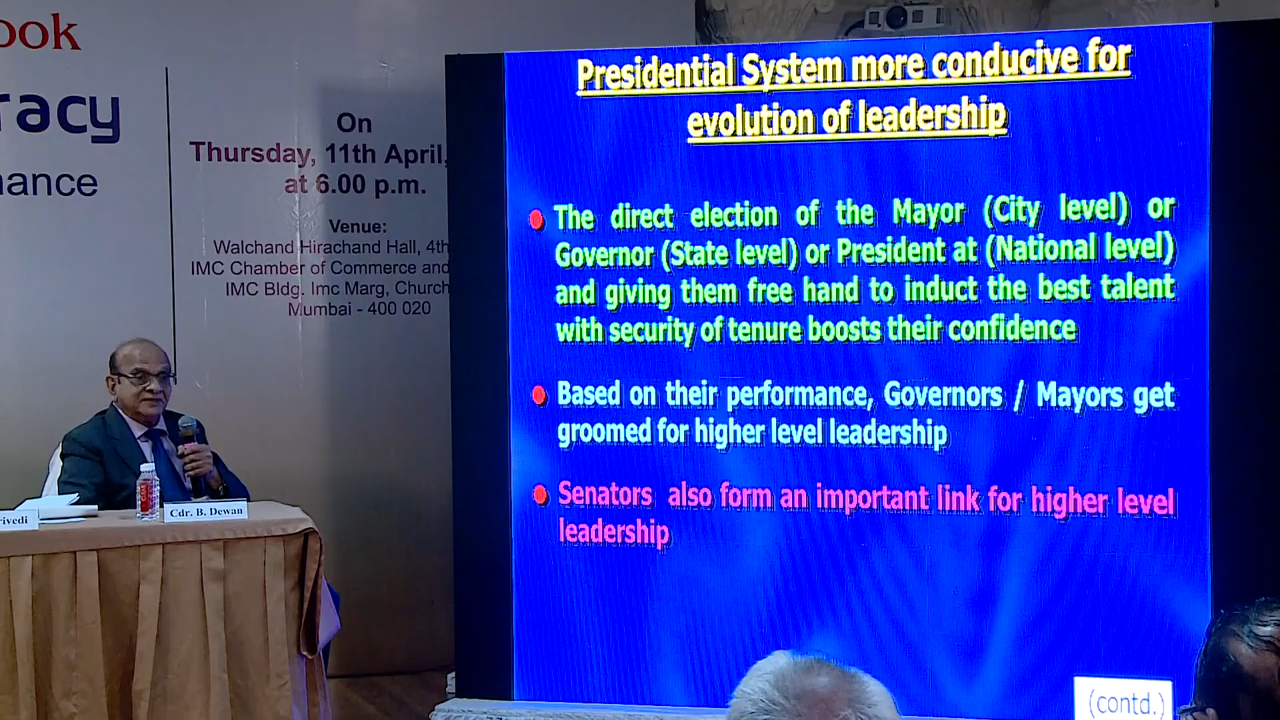 ook
racy
nance
On
Thursday, 11th April,
at 6.00 p.m.
Venue:
Walchand Hirachand Hall, 4th
IMC Chamber of Commerce and
IMC Bldg. Imc Marg, Church
Mumbai - 400 020
rivedi
Cdr. B. Dewan
Presidential System more conducive for
evolution of leadership
The direct election of the Mayor (City level) or
Governor (State level) or President at (National level)
and giving them free hand to induct the best talent
with security of tenure boosts their confidence
Based on their performance, Governors / Mayors get
groomed for higher level leadership
Senators also form an important link for higher level
leadership
(contd.)